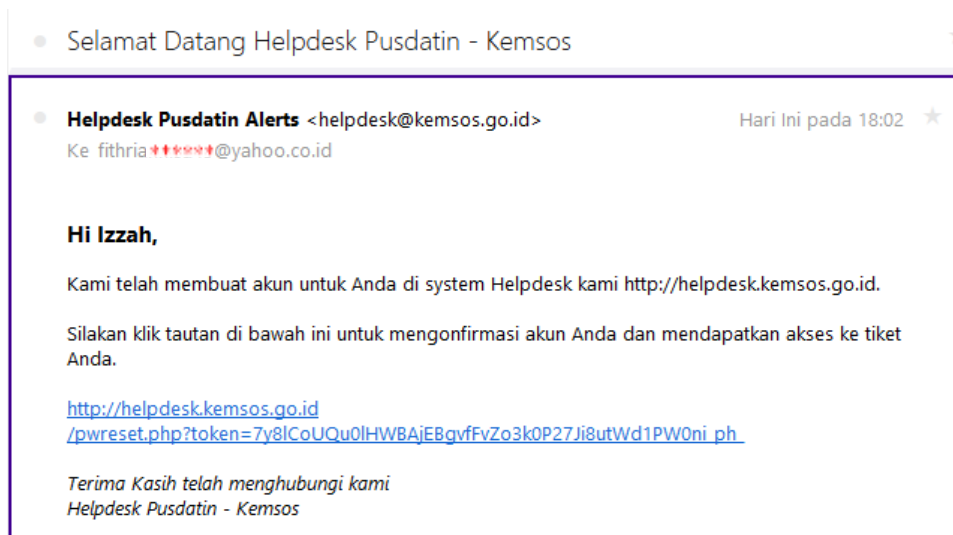 Selamat Datang Helpdesk Pusdatin - Kemsos
Helpdesk Pusdatin Alerts <helpdesk@kemsos.go.id> Hari Ini pada 18:02
Ke fithria******@yahoo.co.id
Hi Izzah,
Kami telah membuat akun untuk Anda di system Helpdesk kami http://helpdesk.kemsos.go.id.
Silakan klik tautan di bawah ini untuk mengonfirmasi akun Anda dan mendapatkan akses ke tiket
Anda.
http://helpdesk.kemsos.go.id
/pwreset.php?token=7y8lCoUQu0lHWBAjEBgvfFvZo3k0P27Ji8utWd1PW0ni_ph_
Terima Kasih telah menghubungi kami
Helpdesk Pusdatin - Kemsos